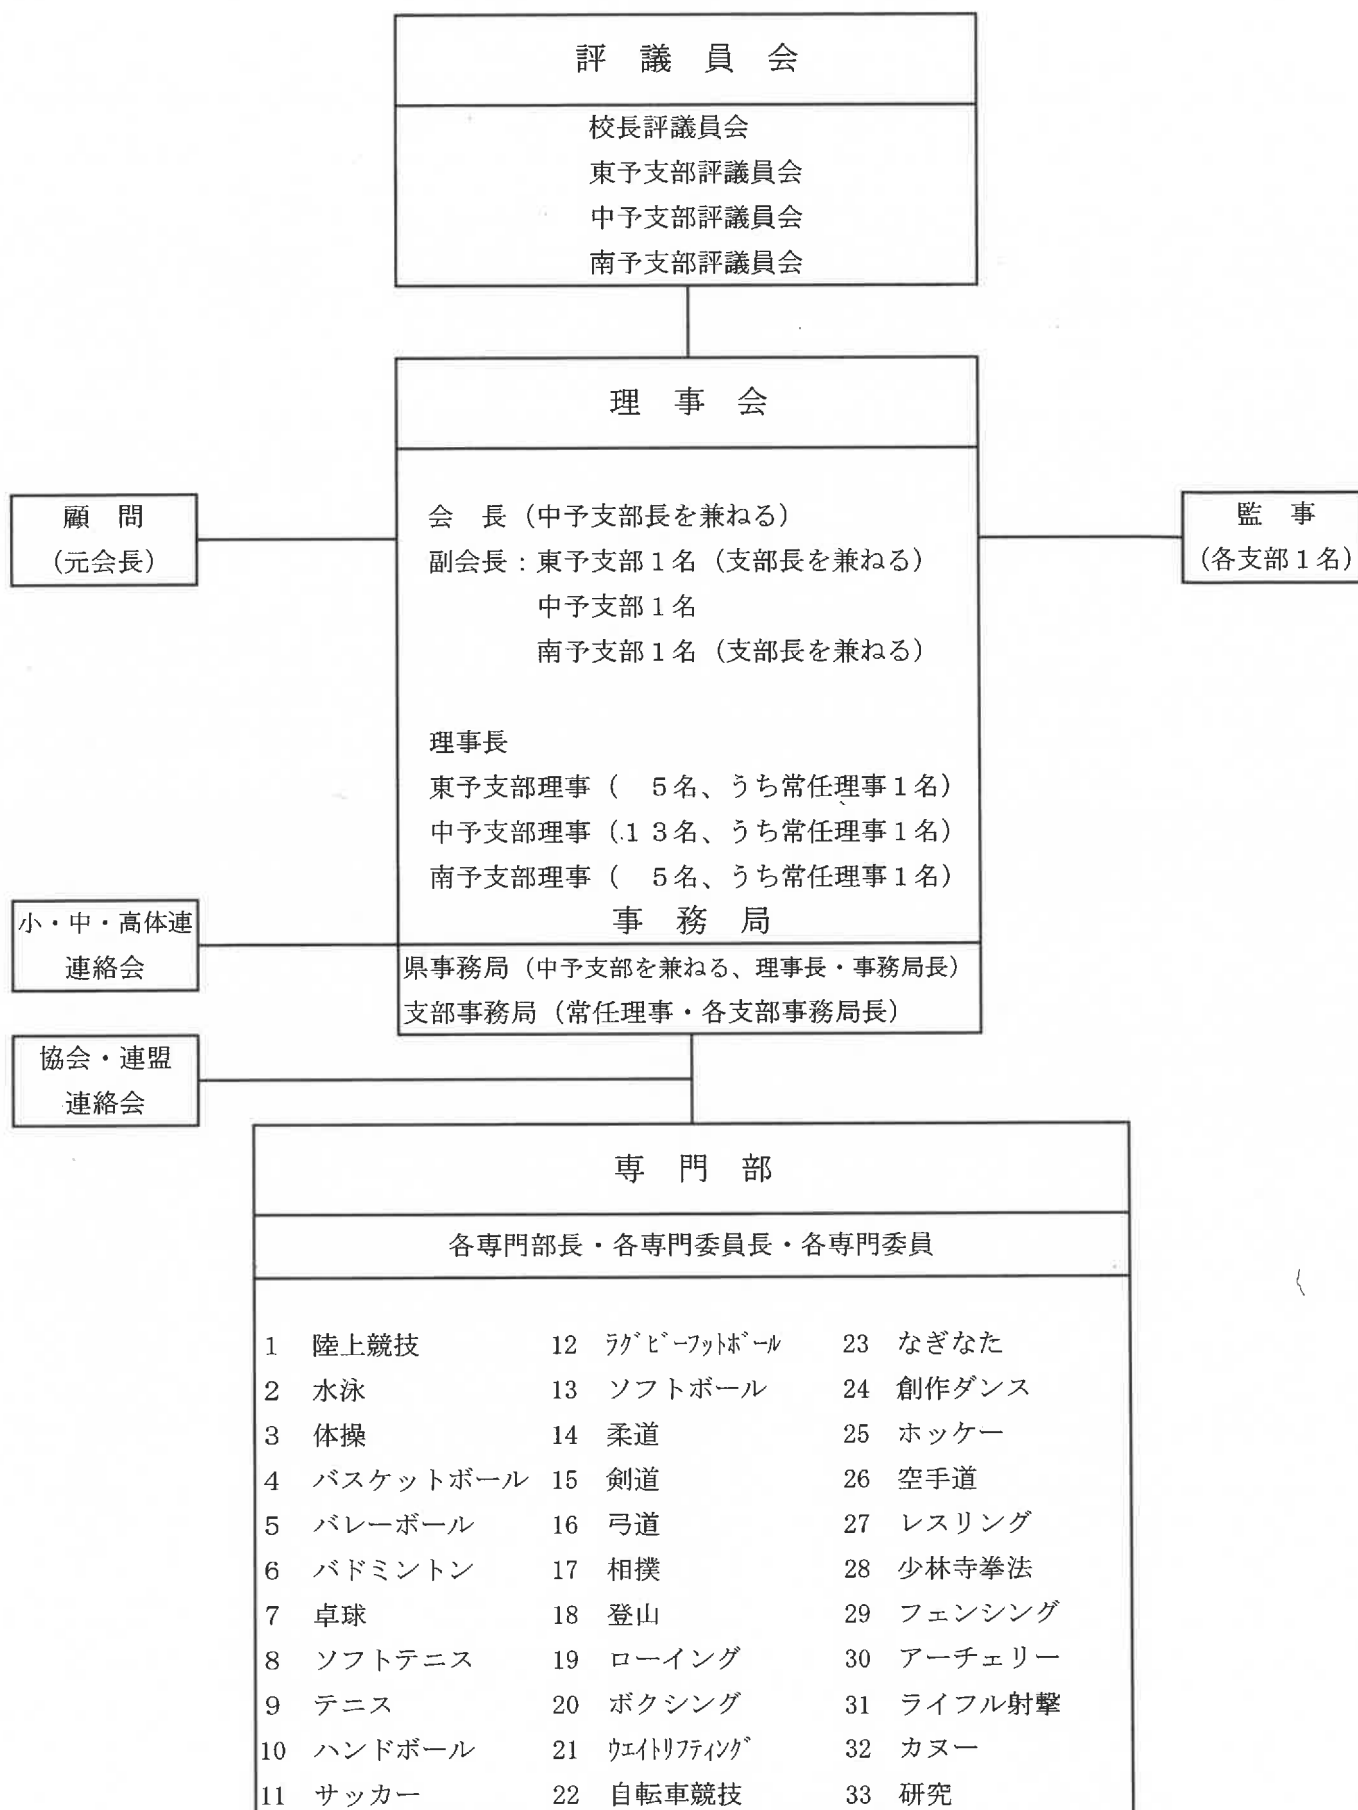 評　議　員　会
校長評議員会
東予支部評議員会
中予支部評議員会
南予支部評議員会
理　事　会
顧　問
(元会長)
会　長（中予支部長を兼ねる）
副会長：東予支部１名（支部長を兼ねる）
中予支部１名
南予支部１名（支部長を兼ねる）
監　事
(各支部１名)
理事長
東予支部理事（　５名、うち常任理事１名）
中予支部理事（１３名、うち常任理事１名）
南予支部理事（　５名、うち常任理事１名）
事　務　局
小・中・高体連
連絡会
県事務局（中予支部を兼ねる、理事長・事務局長）
支部事務局（常任理事・各支部事務局長）
協会・連盟
連絡会
専　門　部
各専門部長・各専門委員長・各専門委員
1　陸上競技　12　ﾗｸﾞﾋﾞｰﾌｯﾄﾎﾞｰﾙ　23　なぎなた
2　水泳　13　ソフトボール　24　創作ダンス
3　体操　14　柔道　25　ホッケー
4　バスケットボール　15　剣道　26　空手道
5　バレーボール　16　弓道　27　レスリング
6　バドミントン　17　相撲　28　少林寺拳法
7　卓球　18　登山　29　フェンシング
8　ソフトテニス　19　ローイング　30　アーチェリー
9　テニス　20　ボクシング　31　ライフル射撃
10　ハンドボール　21　ｳｴｲﾄﾘﾌﾃｨﾝｸﾞ　32　カヌー
11　サッカー　22　自転車競技　33　研究